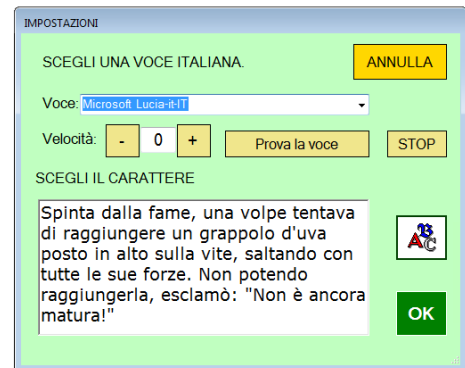 IMPOSTAZIONI
SCEGLI UNA VOCE ITALIANA.
ANNULLA
Voce: Microsoft Lucia-it-IT
Velocità: - 0 + Prova la voce STOP
SCEGLI IL CARATTERE
Spinta dalla fame, una volpe tentava
di raggiungere un grappolo d'uva
posto in alto sulla vite, saltando con
tutte le sue forze. Non potendo
raggiungerla, esclamò: "Non è ancora
matura!"
ABC
OK